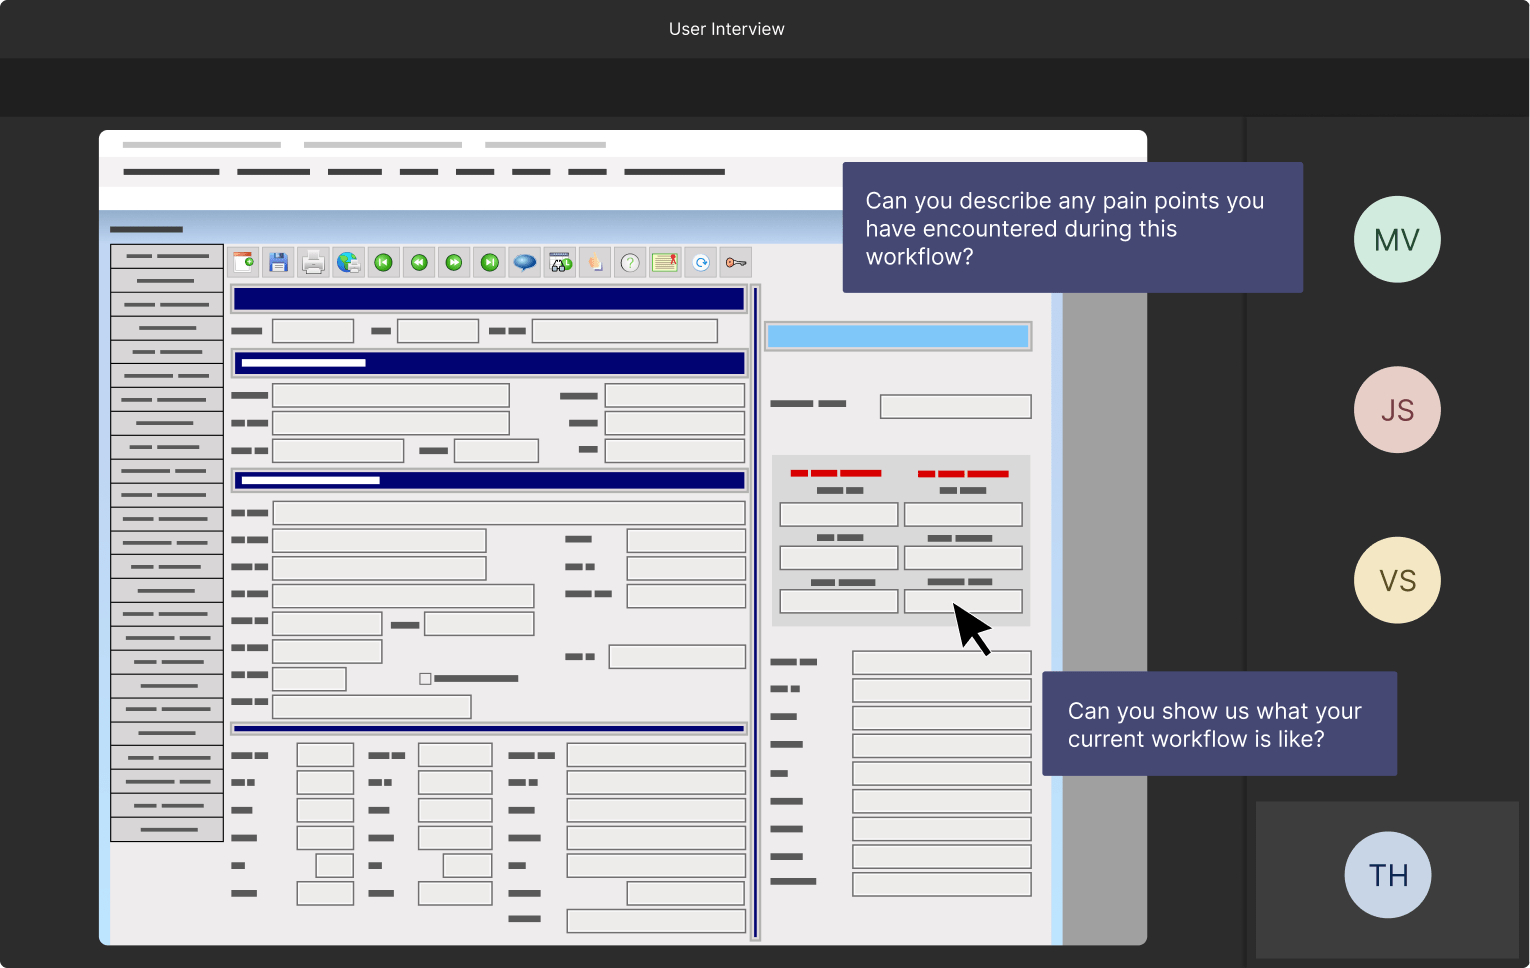 User Interview
Can you describe any pain points you
have encountered during this
workflow?
MV
JS
VS
Can you show us what your
current workflow is like?
TH